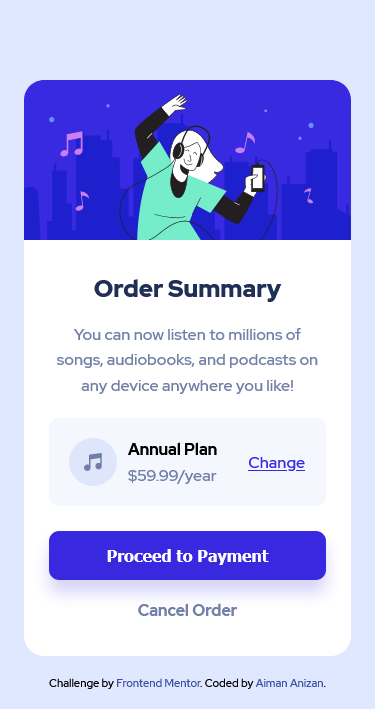 Order Summary
You can now listen to millions of
songs, audiobooks, and podcasts on
any device anywhere you like!
Annual Plan
$59.99/year
Change
Proceed to Payment
Cancel Order
Challenge by Frontend Mentor. Coded by Aiman Anizan.